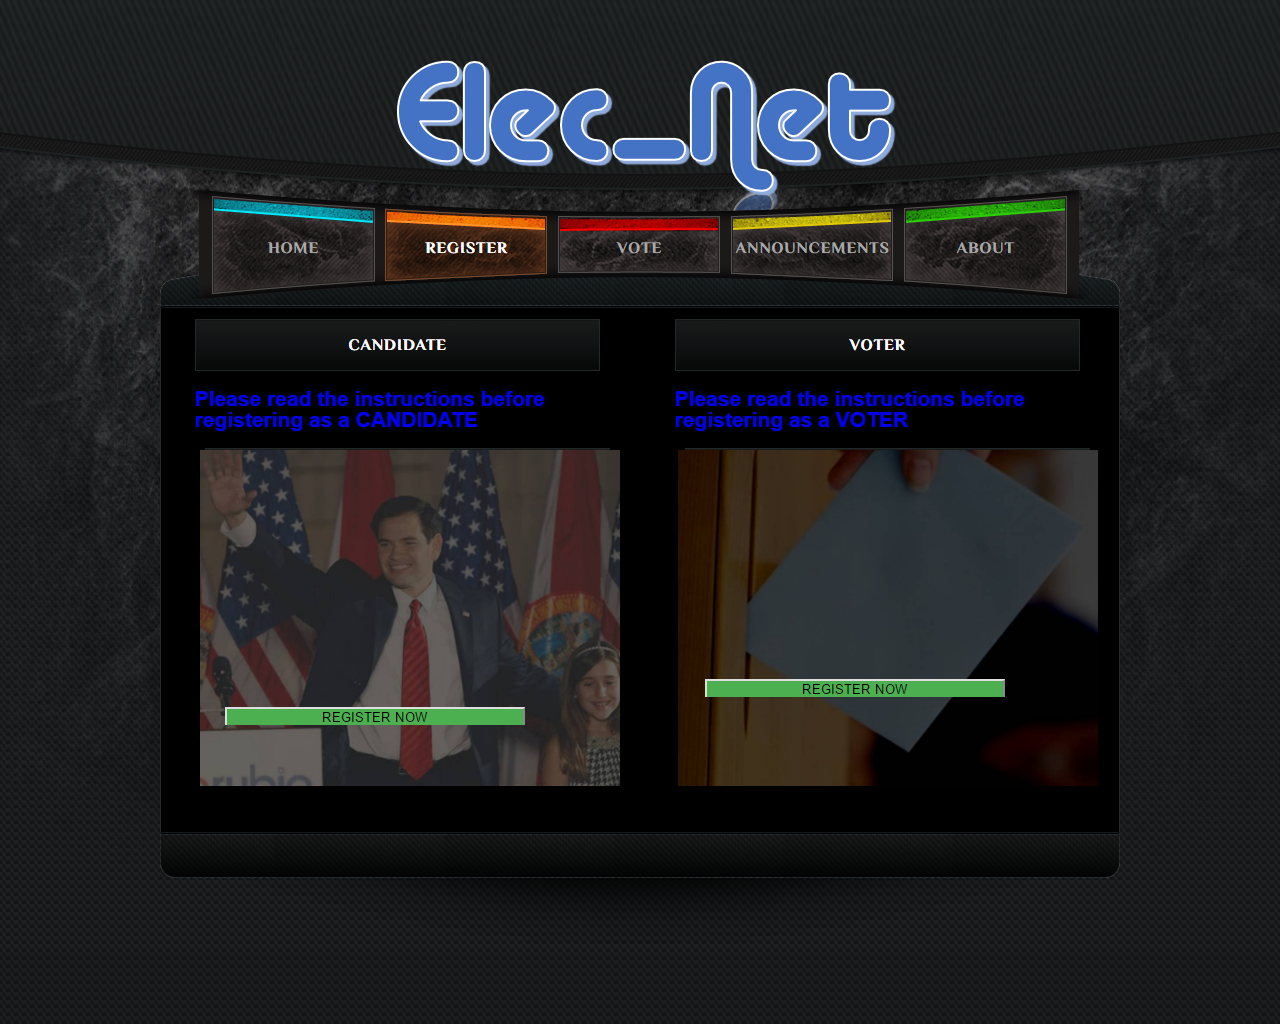 Elec_Net
HOME
REGISTER
VOTE
ANNOUNCEMENTS
ABOUT
CANDIDATE
VOTER
Please read the instructions before
registering as a CANDIDATE
Please read the instructions before
registering as a VOTER
REGISTER NOW
REGISTER NOW
rubio